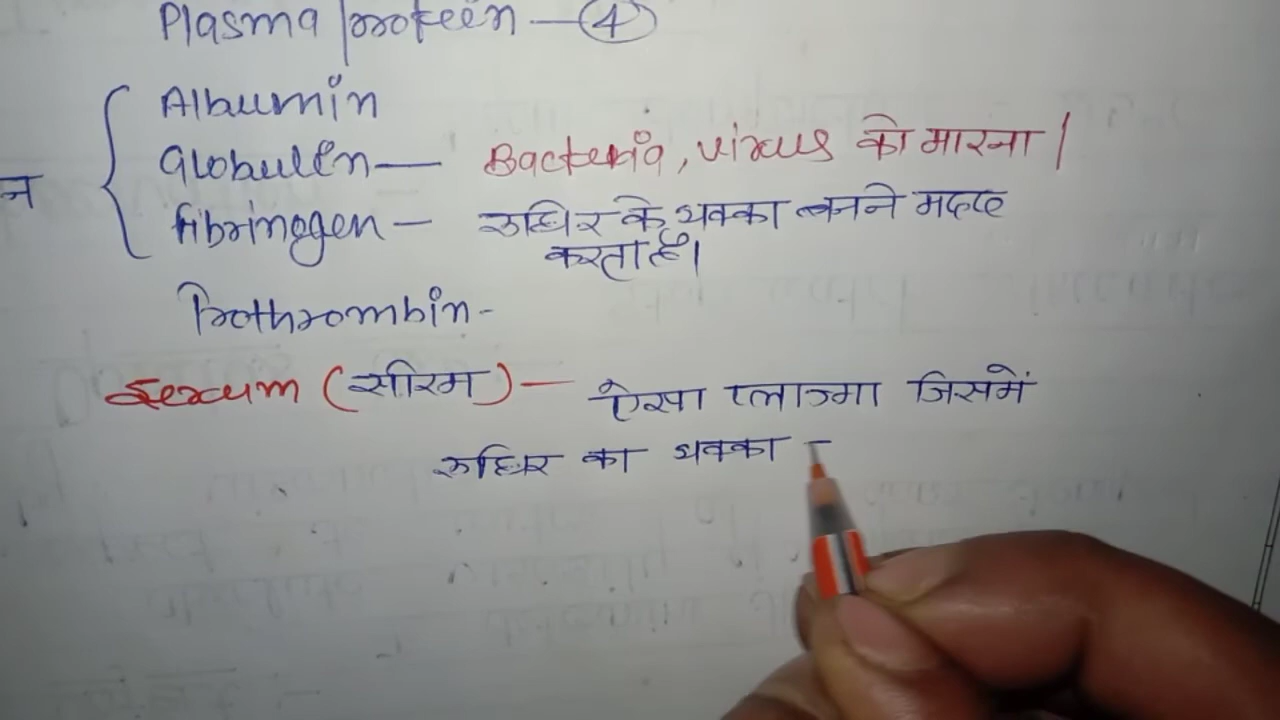 Plasma protein — 4
Albumin
Globulin — Bacteria, virus को मारना।
न
fibrinogen — रुधिर के थक्का बनने मदद
करता है।
Prothrombin -
Serum (सीरम) — ऐसा प्लाज्मा जिसमें
रुधिर का थक्का